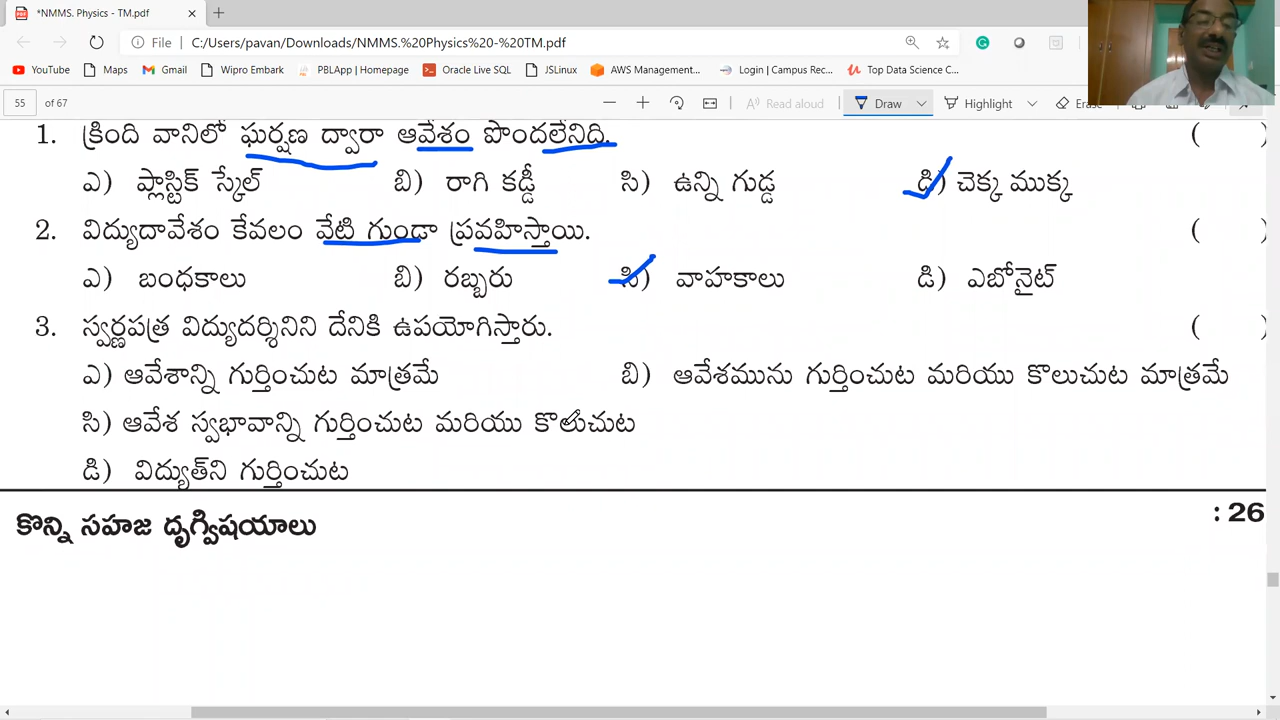 *NMMS. Physics - TM.pdf
File C:/Users/pavan/Downloads/NMMS.%20Physics%20-%20TM.pdf
YouTube Maps Gmail Wipro Embark PBLApp | Homepage Oracle Live SQL JSLinux AWS Management... Login | Campus Rec... Top Data Science C...
55 of 67 Read aloud Draw Highlight Erase
1. క్రింది వానిలో ఘర్షణ ద్వారా ఆవేశం పొందలేనిది. ( )
ఎ) ప్లాస్టిక్ స్కేల్ బి) రాగి కడ్డీ సి) ఉన్ని గుడ్డ డి) చెక్క ముక్క
2. విద్యుదావేశం కేవలం వేటి గుండా ప్రవహిస్తాయి. ( )
ఎ) బంధకాలు బి) రబ్బరు సి) వాహకాలు డి) ఎబోనైట్
3. స్వర్ణపత్ర విద్యుదర్శినిని దేనికి ఉపయోగిస్తారు. ( )
ఎ) ఆవేశాన్ని గుర్తించుట మాత్రమే బి) ఆవేశమును గుర్తించుట మరియు కొలుచుట మాత్రమే
సి) ఆవేశ స్వభావాన్ని గుర్తించుట మరియు కొలుచుట
డి) విద్యుత్‌ని గుర్తించుట
కొన్ని సహజ దృగ్విషయాలు : 26